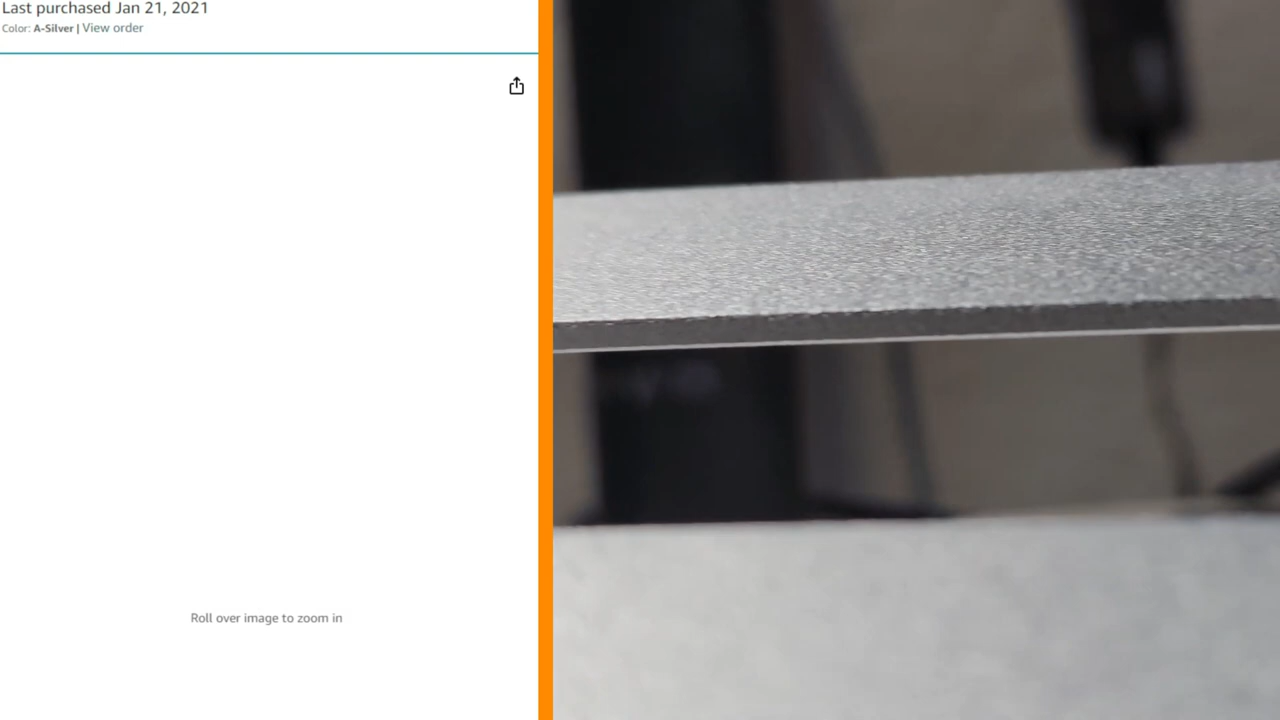 Last purchased Jan 21, 2021
Color: A-Silver | View order
Roll over image to zoom in